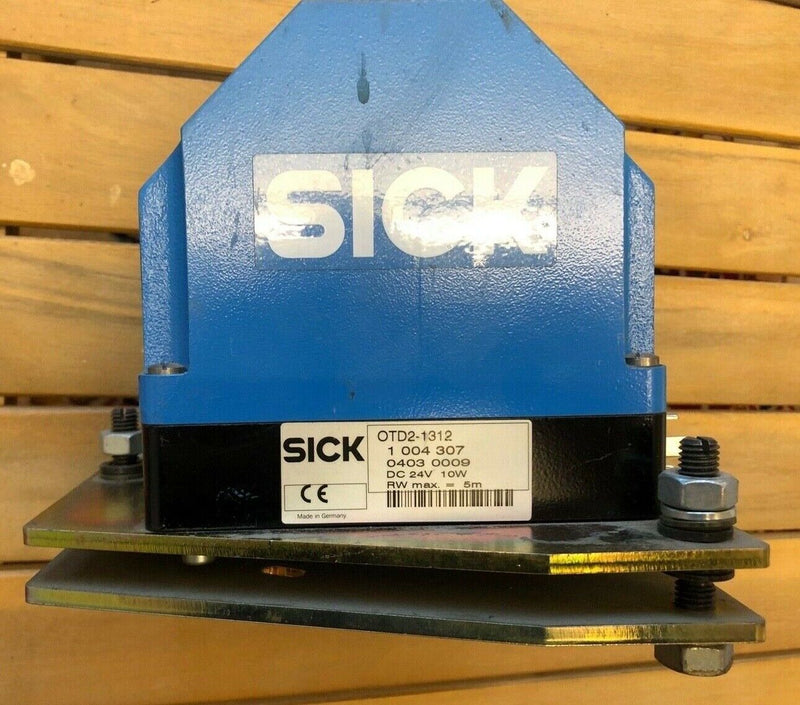 SICK
SICK
OTD2-1312
1 004 307
0403 0009
DC 24V 10W
RW max. = 5m
CE
Made in Germany